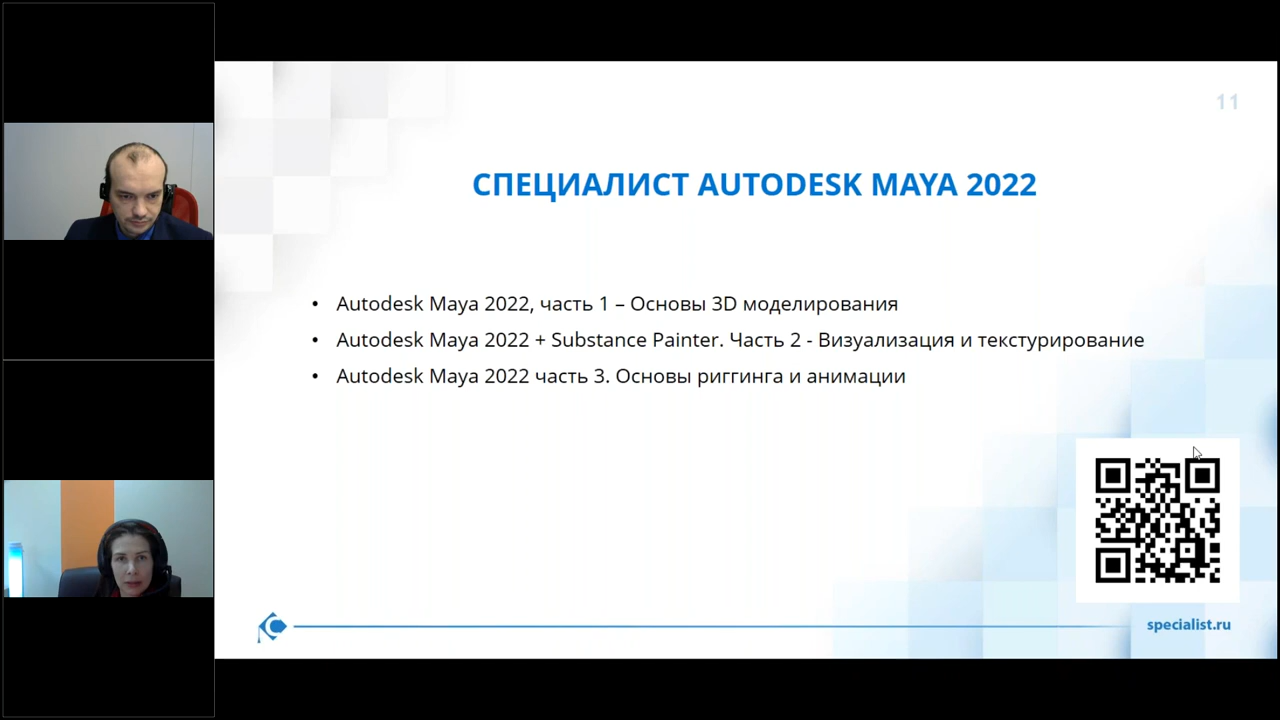 11
СПЕЦИАЛИСТ AUTODESK MAYA 2022
• Autodesk Maya 2022, часть 1 – Основы 3D моделирования
• Autodesk Maya 2022 + Substance Painter. Часть 2 - Визуализация и текстурирование
• Autodesk Maya 2022 часть 3. Основы риггинга и анимации
specialist.ru